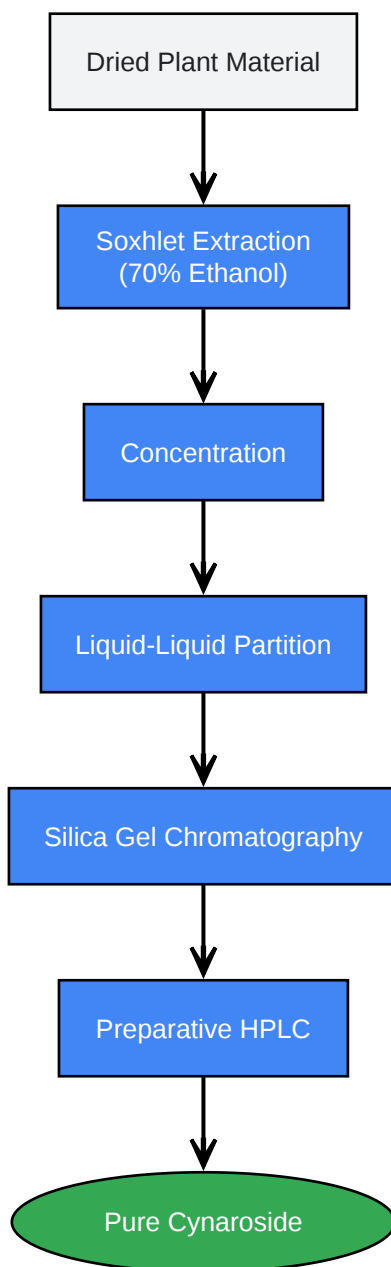 Dried Plant Material
Soxhlet Extraction
(70% Ethanol)
Concentration
Liquid-Liquid Partition
Silica Gel Chromatography
Preparative HPLC
Pure Cynaroside